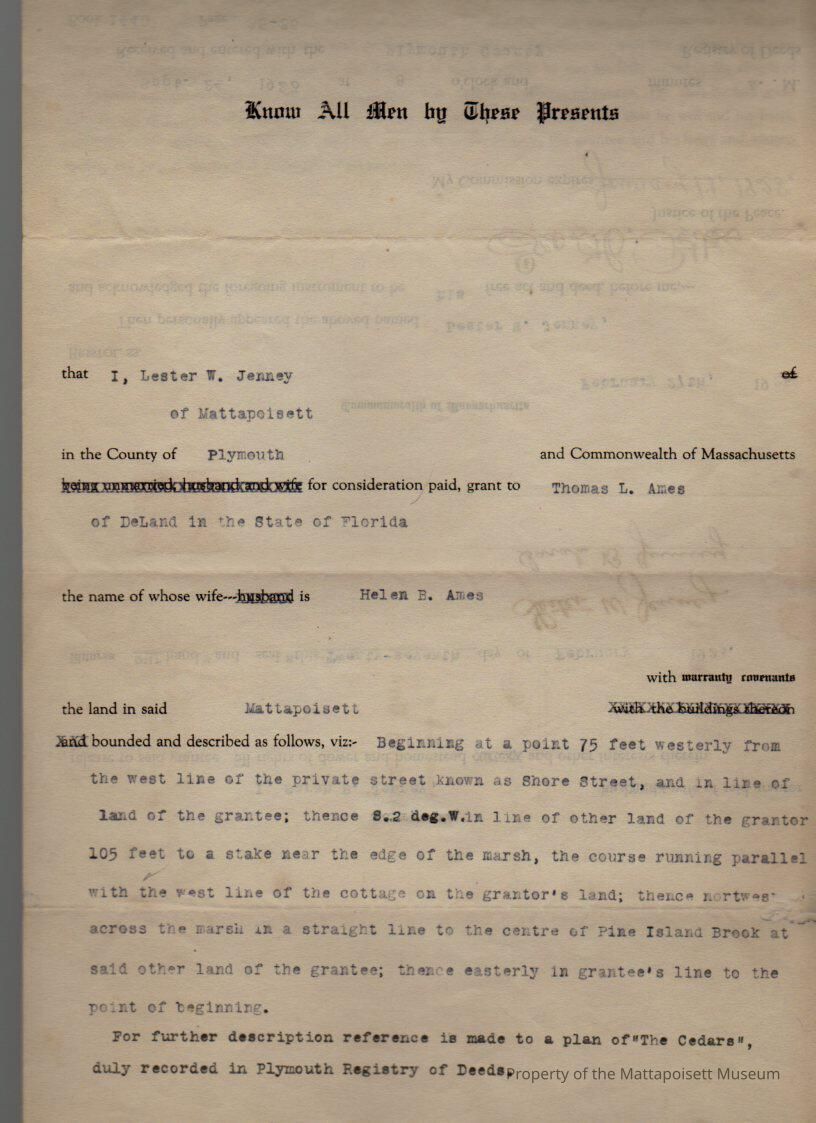 Know All Men by These Presents
that I, Lester W. Jenney of
of Mattapoisett
in the County of Plymouth and Commonwealth of Massachusetts
being unmarried, husband and wife for consideration paid, grant to Thomas L. Ames
of DeLand in the State of Florida
the name of whose wife---husband is Helen B. Ames
with warranty covenants
the land in said Mattapoisett with the buildings thereon
and bounded and described as follows, viz:- Beginning at a point 75 feet westerly from
the west line of the private street known as Shore Street, and in line of
land of the grantee; thence S.2 deg.W.in line of other land of the grantor
105 feet to a stake near the edge of the marsh, the course running parallel
with the west line of the cottage on the grantor's land; thence nortwes
across the marsh in a straight line to the centre of Pine Island Brook at
said other land of the grantee; thence easterly in grantee's line to the
point of beginning.
For further description reference is made to a plan of"The Cedars",
duly recorded in Plymouth Registry of Deeds.
Property of the Mattapoisett Museum